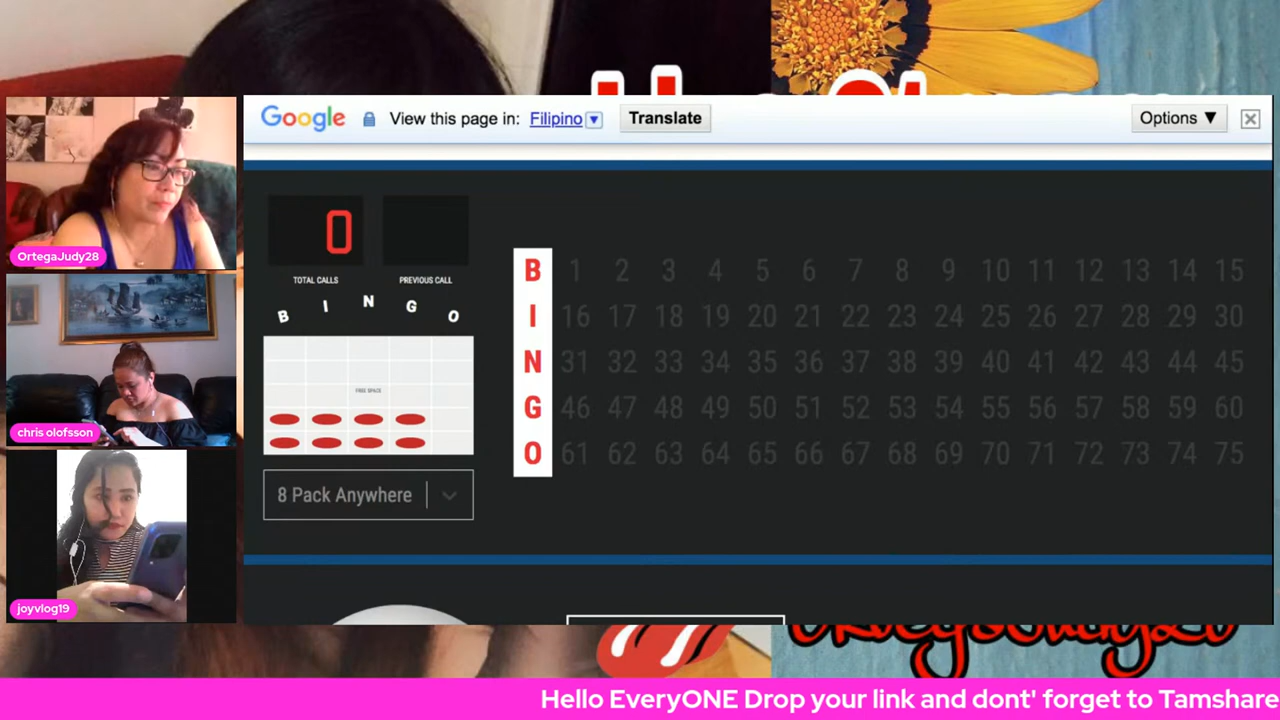 Google View this page in: Filipino Translate Options ▼
OrtegaJudy28
0
TOTAL CALLS PREVIOUS CALL
B I N G O
FREE SPACE
8 Pack Anywhere
B 1 2 3 4 5 6 7 8 9 10 11 12 13 14 15
I 16 17 18 19 20 21 22 23 24 25 26 27 28 29 30
N 31 32 33 34 35 36 37 38 39 40 41 42 43 44 45
G 46 47 48 49 50 51 52 53 54 55 56 57 58 59 60
O 61 62 63 64 65 66 67 68 69 70 71 72 73 74 75
chris olofsson
joyvlog19
Hello EveryONE Drop your link and dont' forget to Tamshare